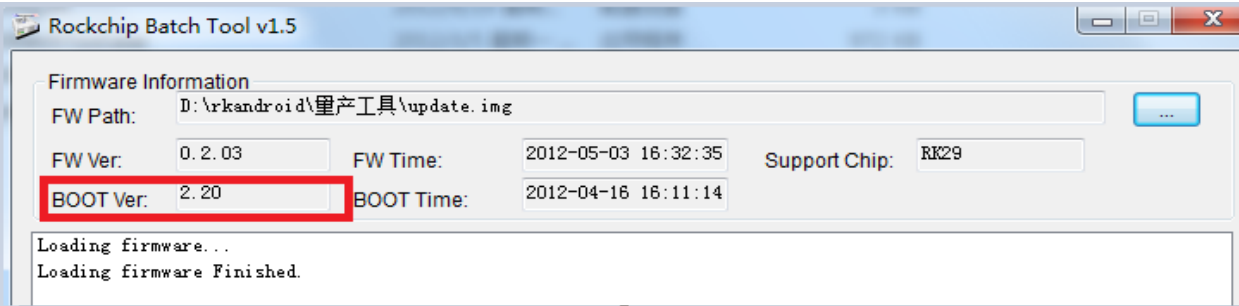 Rockchip Batch Tool v1.5
Firmware Information
FW Path: D:\rkandroid\量产工具\update.img ...
FW Ver: 0.2.03 FW Time: 2012-05-03 16:32:35 Support Chip: RK29
BOOT Ver: 2.20 BOOT Time: 2012-04-16 16:11:14
Loading firmware...
Loading firmware Finished.